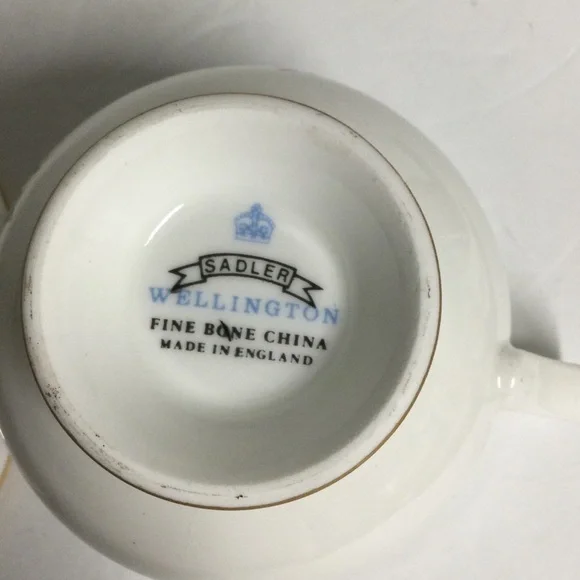 SADLER
WELLINGTON
FINE BONE CHINA
MADE IN ENGLAND